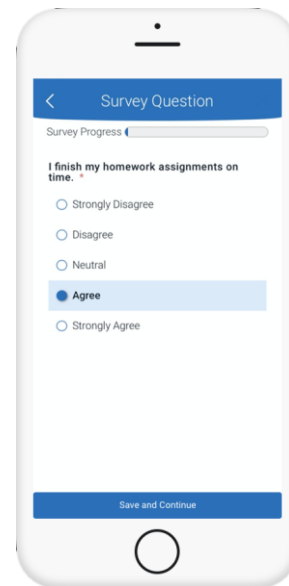 Survey Question
Survey Progress
I finish my homework assignments on
time. *
Strongly Disagree
Disagree
Neutral
Agree
Strongly Agree
Save and Continue